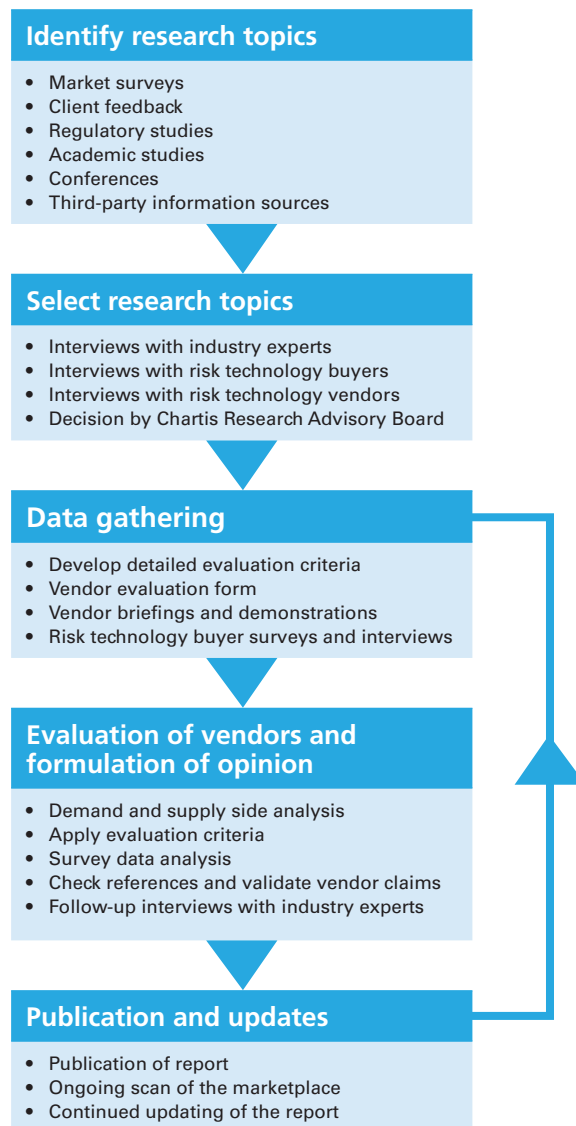 Identify research topics
• Market surveys
• Client feedback
• Regulatory studies
• Academic studies
• Conferences
• Third-party information sources
Select research topics
• Interviews with industry experts
• Interviews with risk technology buyers
• Interviews with risk technology vendors
• Decision by Chartis Research Advisory Board
Data gathering
• Develop detailed evaluation criteria
• Vendor evaluation form
• Vendor briefings and demonstrations
• Risk technology buyer surveys and interviews
Evaluation of vendors and
formulation of opinion
• Demand and supply side analysis
• Apply evaluation criteria
• Survey data analysis
• Check references and validate vendor claims
• Follow-up interviews with industry experts
Publication and updates
• Publication of report
• Ongoing scan of the marketplace
• Continued updating of the report